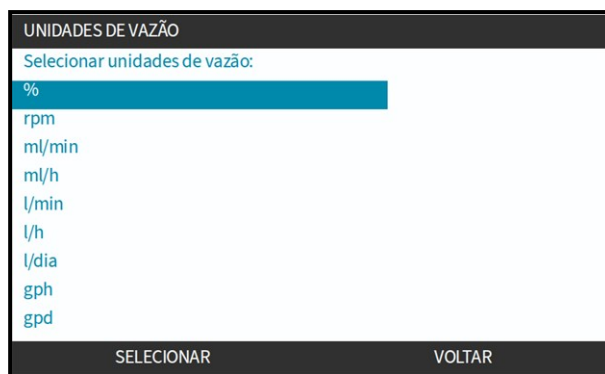 UNIDADES DE VAZÃO
Selecionar unidades de vazão:
%
rpm
ml/min
ml/h
l/min
l/h
l/dia
gph
gpd
SELECIONAR VOLTAR